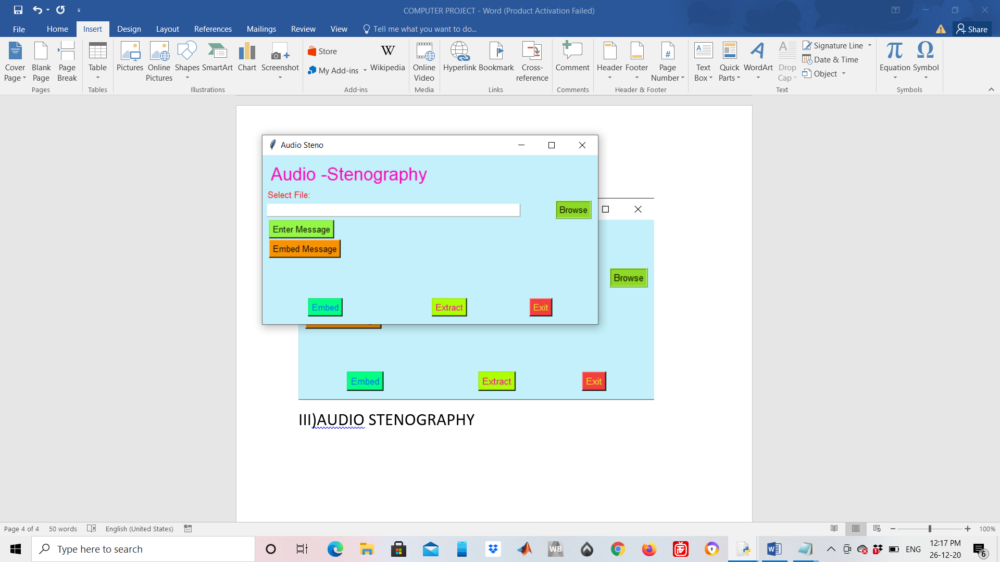 COMPUTER PROJECT - Word (Product Activation Failed)
File Home Insert Design Layout References Mailings Review View Tell me what you want to do... Share
Cover Page
Blank Page
Page Break
Pages
Table
Tables
Pictures
Online Pictures
Shapes
SmartArt
Chart
Screenshot
Illustrations
Store
My Add-ins
W Wikipedia
Add-ins
Online Video
Media
Hyperlink
Bookmark
Cross-reference
Links
Comment
Comments
Header
Footer
Page Number
Header & Footer
Text Box
Quick Parts
WordArt
Drop Cap
Signature Line
Date & Time
Object
Text
π Equation
Ω Symbol
Symbols
Audio Steno
Audio -Stenography
Select File:
Browse
Enter Message
Embed Message
Embed Extract Exit
Browse
Embed Extract Exit
III)AUDIO STENOGRAPHY
Page 4 of 4 50 words English (United States) 100%
Type here to search
WB
ENG
12:17 PM
26-12-20
6